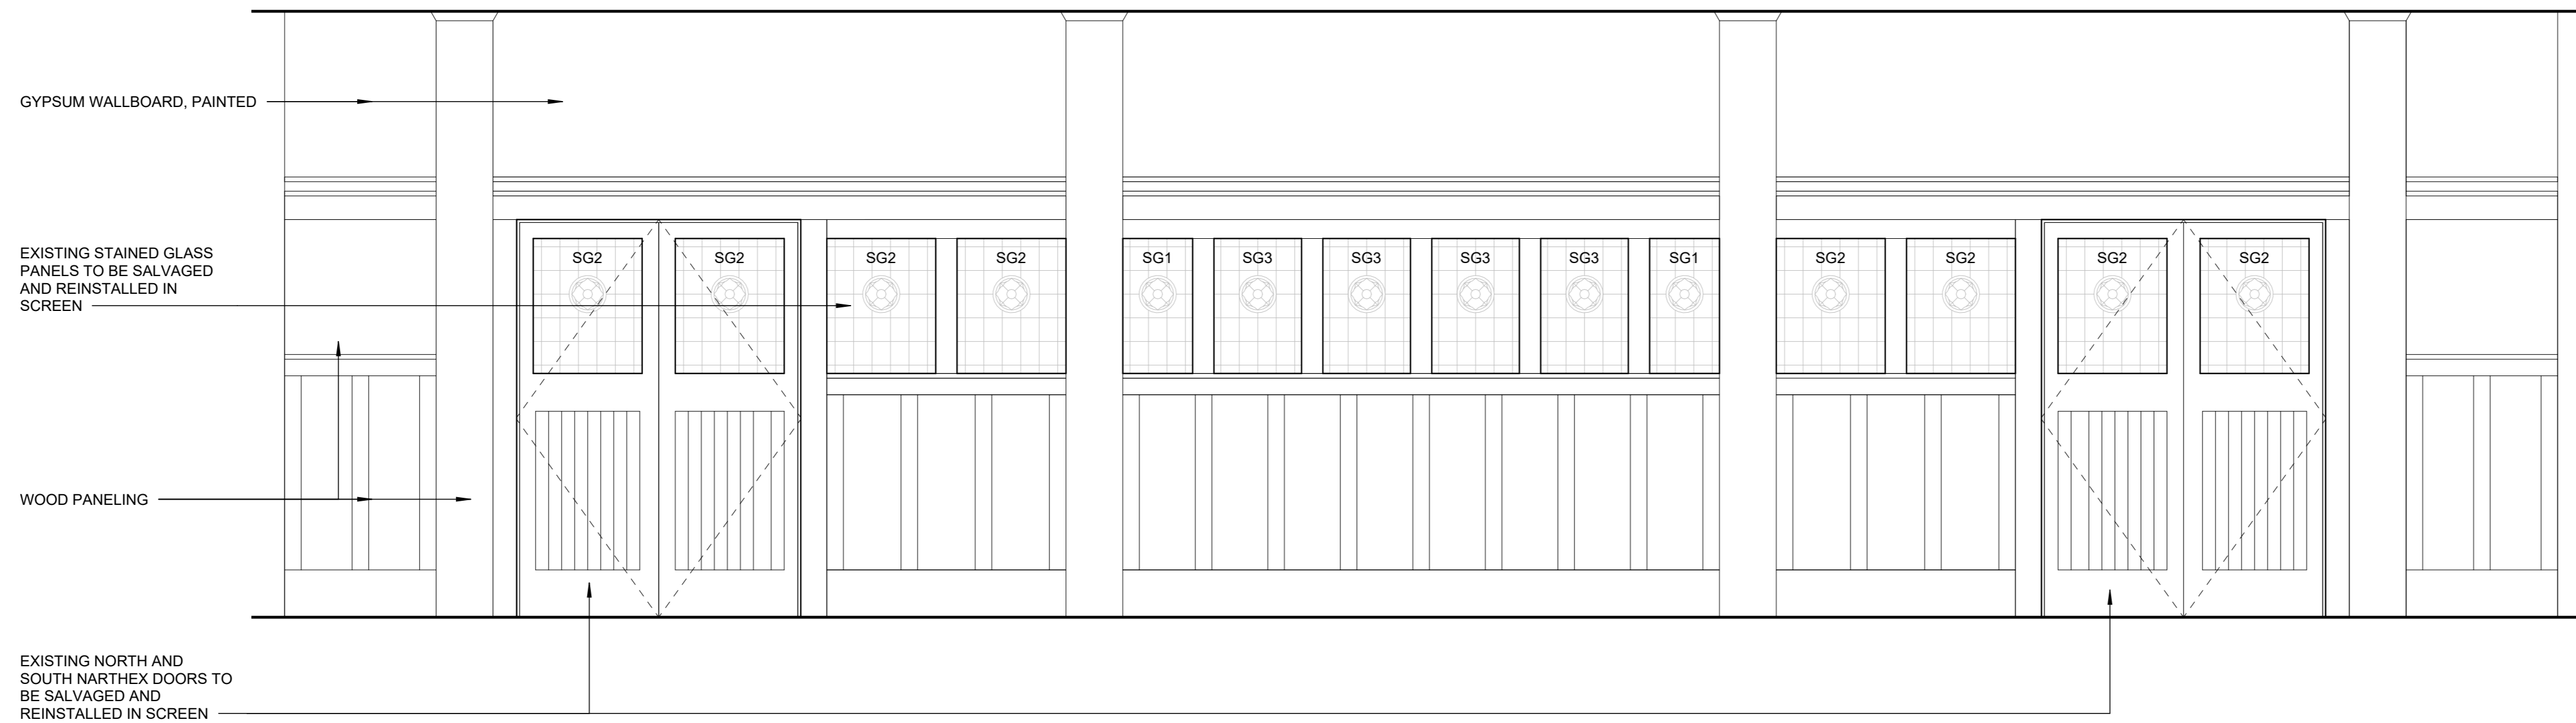 GYPSUM WALLBOARD, PAINTED
EXISTING STAINED GLASS
PANELS TO BE SALVAGED
AND REINSTALLED IN
SCREEN
SG2 SG2 SG2 SG2 SG1 SG3 SG3 SG3 SG3 SG1 SG2 SG2 SG2 SG2
WOOD PANELING
EXISTING NORTH AND
SOUTH NARTHEX DOORS TO
BE SALVAGED AND
REINSTALLED IN SCREEN